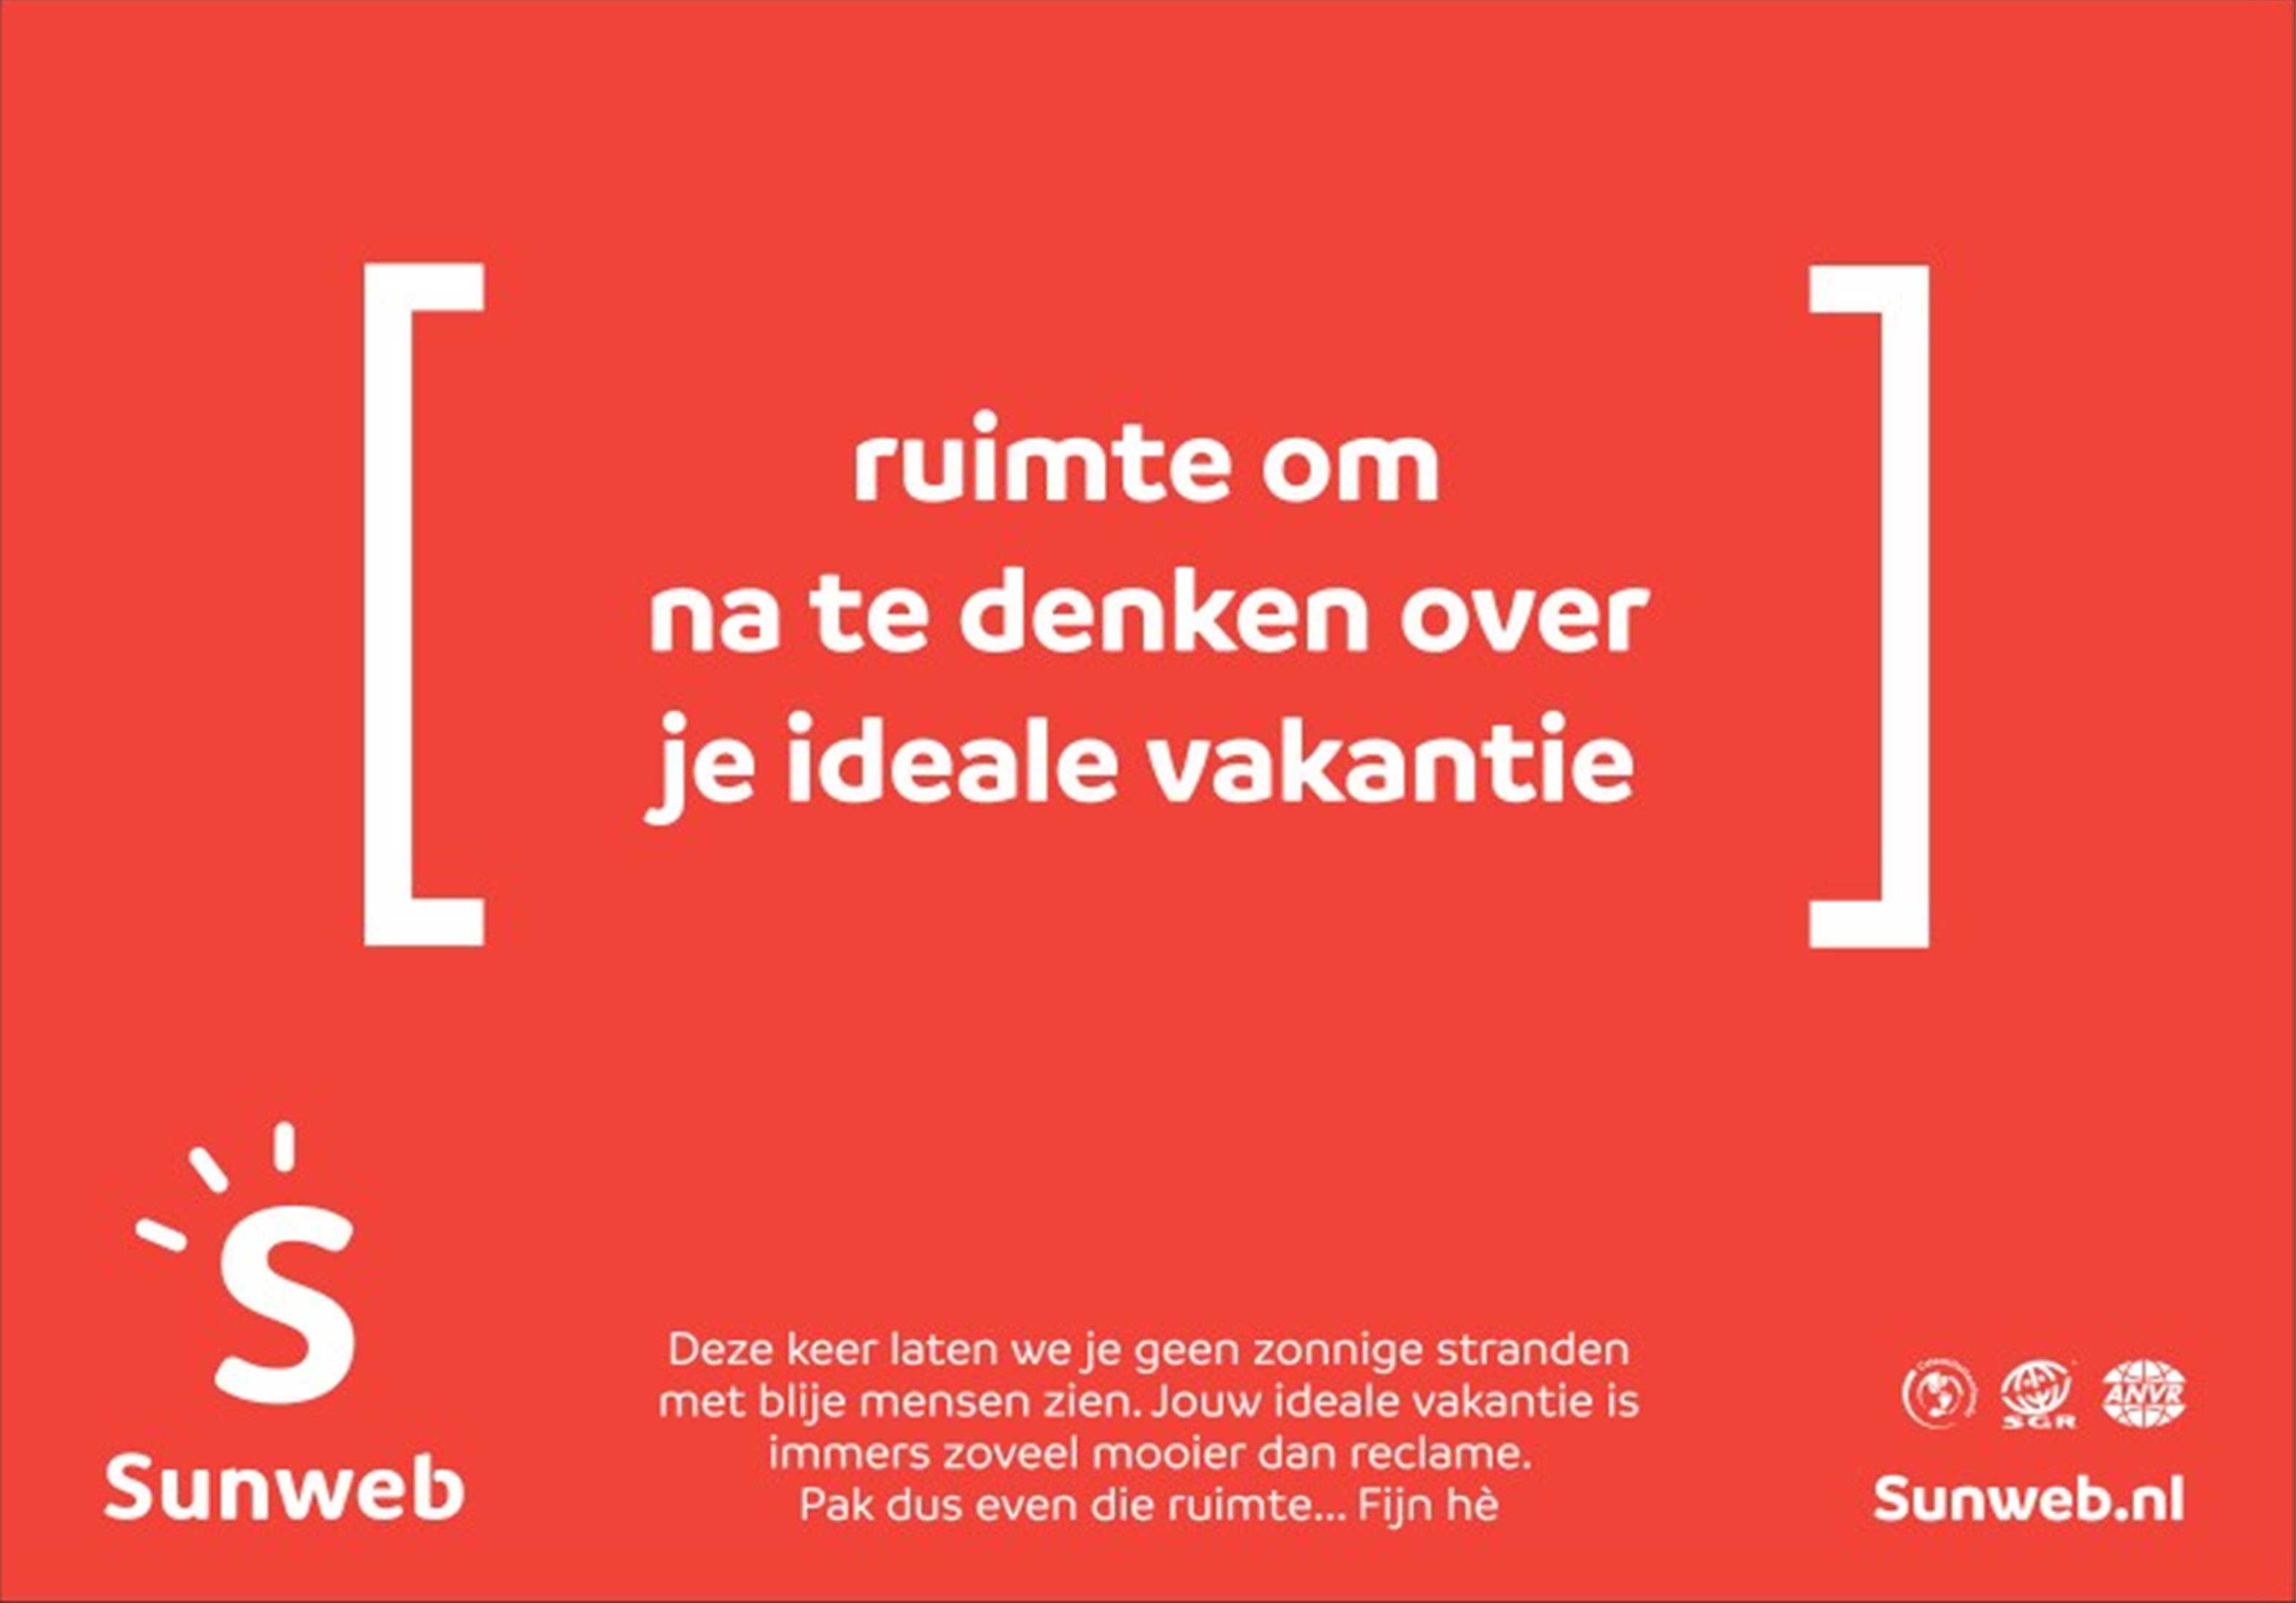 ruimte om
na te denken over
je ideale vakantie
S
Sunweb
Deze keer laten we je geen zonnige stranden
met blije mensen zien. Jouw ideale vakantie is
immers zoveel mooier dan reclame.
Pak dus even die ruimte... Fijn hè
SGR
ANVR
Sunweb.nl